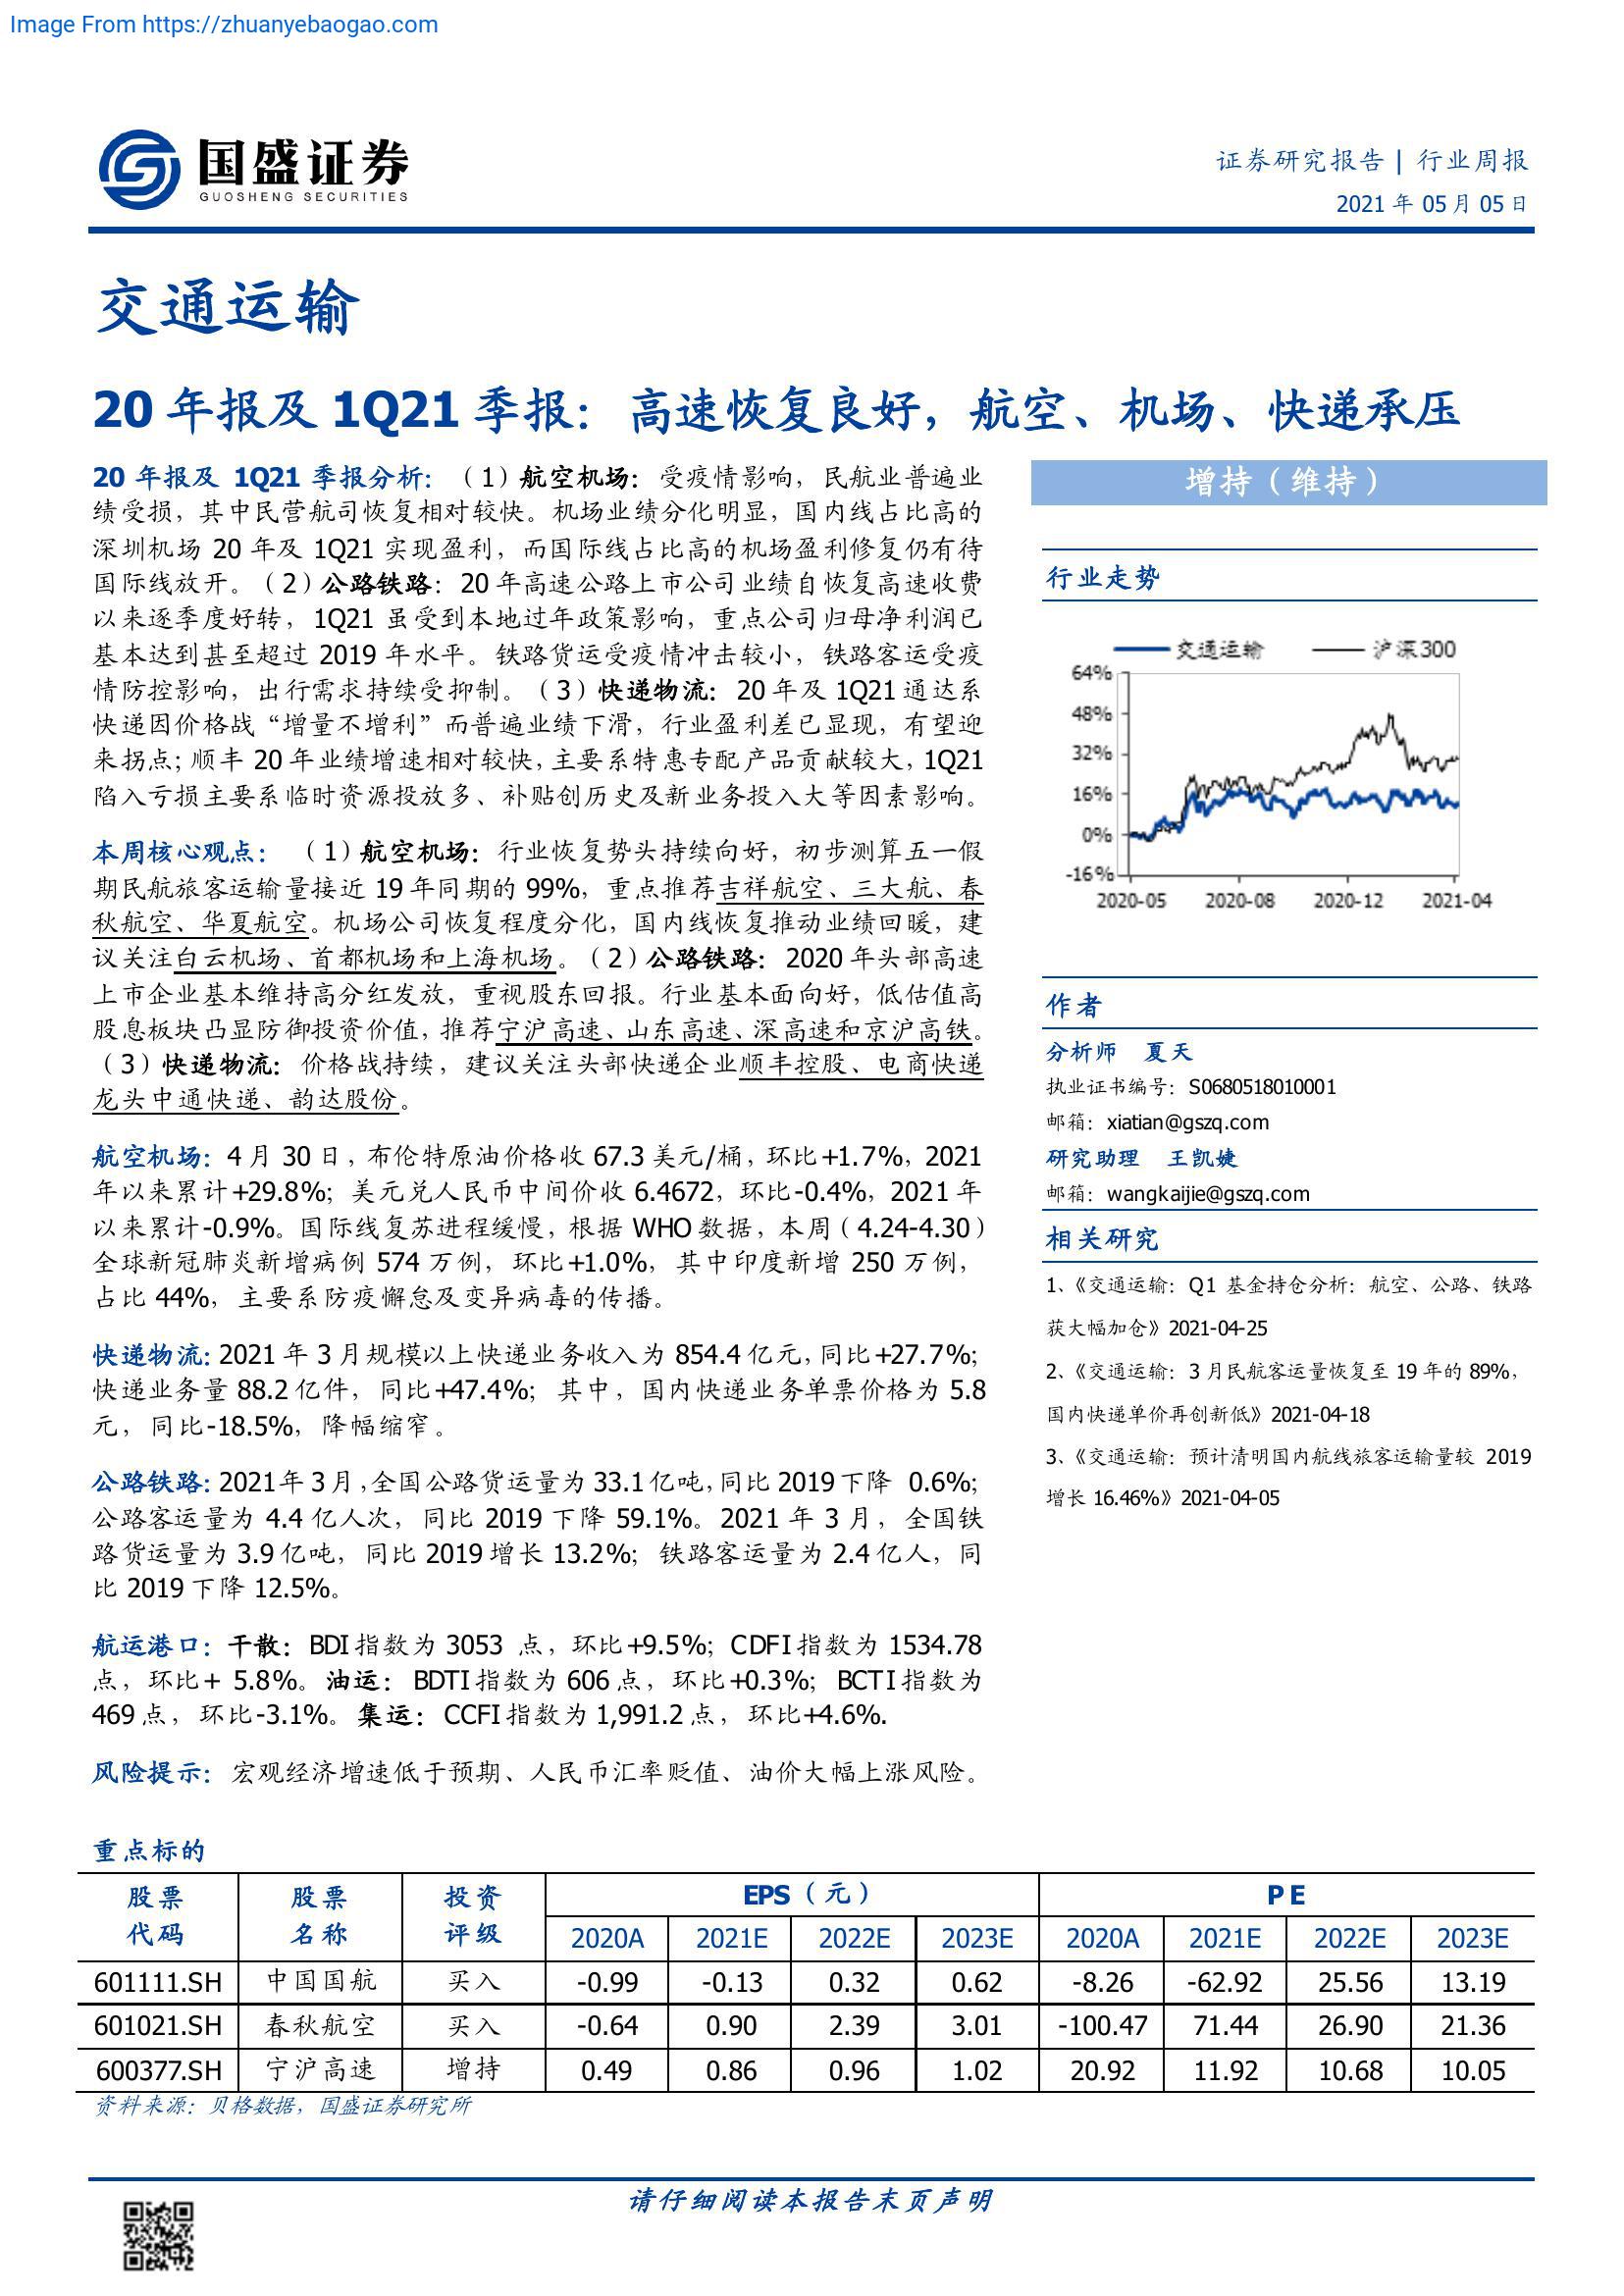 Image From https://zhuanyebaogao.com
国盛证券
GUOSHENG SECURITIES
证券研究报告 | 行业周报
2021 年 05 月 05 日
交通运输
20 年报及 1Q21 季报：高速恢复良好，航空、机场、快递承压
20 年报及 1Q21 季报分析：（1）航空机场：受疫情影响，民航业普遍业
绩受损，其中民营航司恢复相对较快。机场业绩分化明显，国内线占比高的
深圳机场 20 年及 1Q21 实现盈利，而国际线占比高的机场盈利修复仍有待
国际线放开。（2）公路铁路：20 年高速公路上市公司业绩自恢复高速收费
以来逐季度好转，1Q21 虽受到本地过年政策影响，重点公司归母净利润已
基本达到甚至超过 2019 年水平。铁路货运受疫情冲击较小，铁路客运受疫
情防控影响，出行需求持续受抑制。（3）快递物流：20 年及 1Q21 通达系
快递因价格战“增量不增利”而普遍业绩下滑，行业盈利差已显现，有望迎
来拐点；顺丰 20 年业绩增速相对较快，主要系特惠专配产品贡献较大，1Q21
陷入亏损主要系临时资源投放多、补贴创历史及新业务投入大等因素影响。
本周核心观点：（1）航空机场：行业恢复势头持续向好，初步测算五一假
期民航旅客运输量接近 19 年同期的 99%，重点推荐吉祥航空、三大航、春
秋航空、华夏航空。机场公司恢复程度分化，国内线恢复推动业绩回暖，建
议关注白云机场、首都机场和上海机场。（2）公路铁路：2020 年头部高速
上市企业基本维持高分红发放，重视股东回报。行业基本面向好，低估值高
股息板块凸显防御投资价值，推荐宁沪高速、山东高速、深高速和京沪高铁。
（3）快递物流：价格战持续，建议关注头部快递企业顺丰控股、电商快递
龙头中通快递、韵达股份。
航空机场：4 月 30 日，布伦特原油价格收 67.3 美元/桶，环比+1.7%，2021
年以来累计+29.8%；美元兑人民币中间价收 6.4672，环比-0.4%，2021 年
以来累计-0.9%。国际线复苏进程缓慢，根据 WHO 数据，本周（4.24-4.30）
全球新冠肺炎新增病例 574 万例，环比+1.0%，其中印度新增 250 万例，
占比 44%，主要系防疫懈怠及变异病毒的传播。
快递物流：2021 年 3 月规模以上快递业务收入为 854.4 亿元，同比+27.7%；
快递业务量 88.2 亿件，同比+47.4%；其中，国内快递业务单票价格为 5.8
元，同比-18.5%，降幅缩窄。
公路铁路：2021 年 3 月，全国公路货运量为 33.1 亿吨，同比 2019 下降 0.6%；
公路客运量为 4.4 亿人次，同比 2019 下降 59.1%。2021 年 3 月，全国铁
路货运量为 3.9 亿吨，同比 2019 增长 13.2%；铁路客运量为 2.4 亿人，同
比 2019 下降 12.5%。
航运港口：干散：BDI 指数为 3053 点，环比+9.5%；CDFI 指数为 1534.78
点，环比+ 5.8%。油运：BDTI 指数为 606 点，环比+0.3%；BCTI 指数为
469 点，环比-3.1%。集运：CCFI 指数为 1,991.2 点，环比+4.6%.
风险提示：宏观经济增速低于预期、人民币汇率贬值、油价大幅上涨风险。
增持（维持）
行业走势
交通运输 沪深300
64%
48%
32%
16%
0%
-16%
2020-05 2020-08 2020-12 2021-04
作者
分析师 夏天
执业证书编号：S0680518010001
邮箱：xiatian@gszq.com
研究助理 王凯婕
邮箱：wangkaijie@gszq.com
相关研究
1、《交通运输：Q1 基金持仓分析：航空、公路、铁路
获大幅加仓》2021-04-25
2、《交通运输：3 月民航客运量恢复至 19 年的 89%，
国内快递单价再创新低》2021-04-18
3、《交通运输：预计清明国内航线旅客运输量较 2019
增长 16.46%》2021-04-05
重点标的
股票 股票 投资 EPS（元） PE
代码 名称 评级 2020A 2021E 2022E 2023E 2020A 2021E 2022E 2023E
601111.SH 中国国航 买入 -0.99 -0.13 0.32 0.62 -8.26 -62.92 25.56 13.19
601021.SH 春秋航空 买入 -0.64 0.90 2.39 3.01 -100.47 71.44 26.90 21.36
600377.SH 宁沪高速 增持 0.49 0.86 0.96 1.02 20.92 11.92 10.68 10.05
资料来源：贝格数据，国盛证券研究所
请仔细阅读本报告末页声明